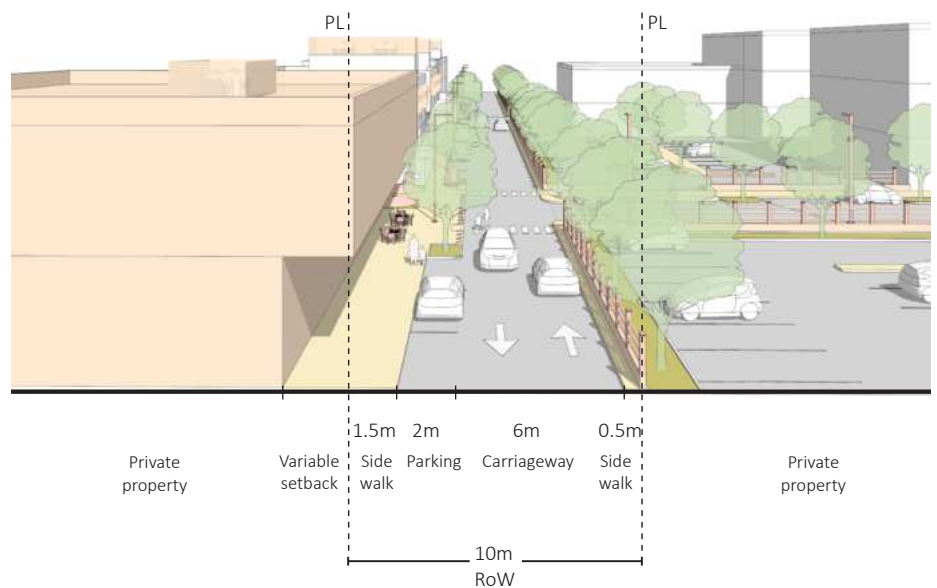 PL
PL
1.5m 2m 6m 0.5m
Private property
Variable setback
Side walk
Parking
Carriageway
Side walk
Private property
10m
RoW